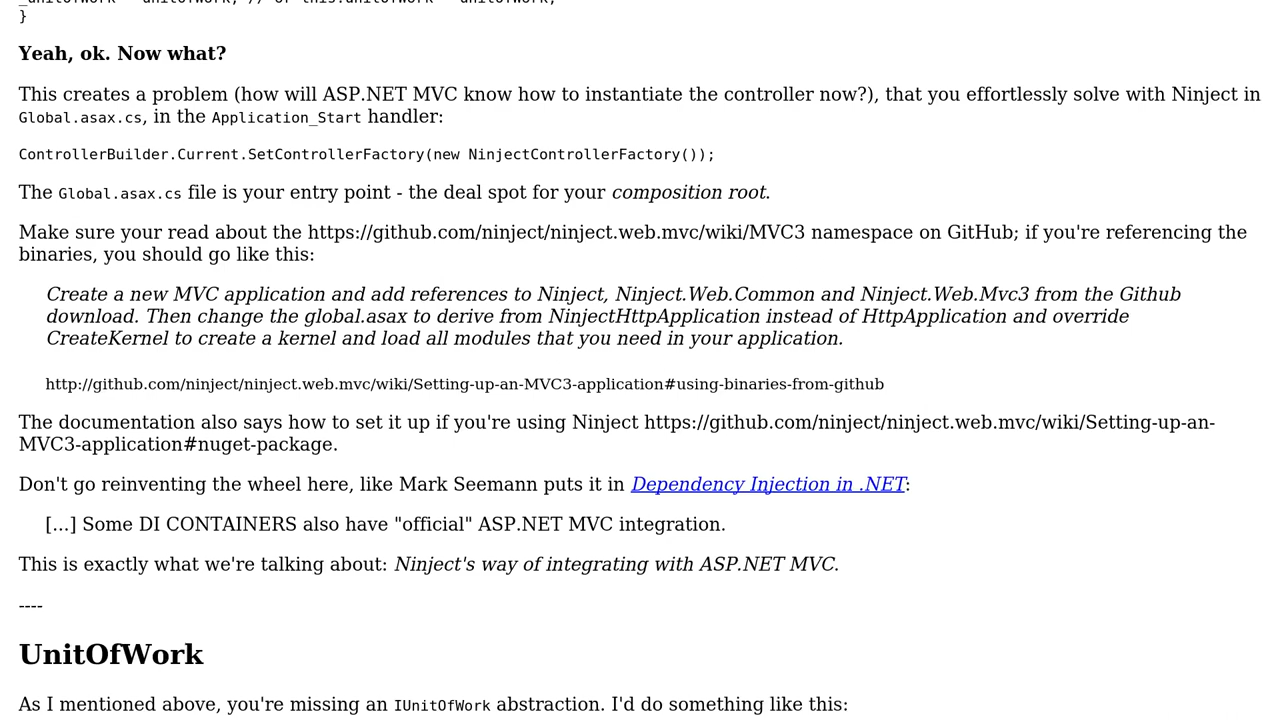 }
Yeah, ok. Now what?
This creates a problem (how will ASP.NET MVC know how to instantiate the controller now?), that you effortlessly solve with Ninject in
Global.asax.cs, in the Application_Start handler:
ControllerBuilder.Current.SetControllerFactory(new NinjectControllerFactory());
The Global.asax.cs file is your entry point - the deal spot for your composition root.
Make sure your read about the https://github.com/ninject/ninject.web.mvc/wiki/MVC3 namespace on GitHub; if you're referencing the
binaries, you should go like this:
Create a new MVC application and add references to Ninject, Ninject.Web.Common and Ninject.Web.Mvc3 from the Github
download. Then change the global.asax to derive from NinjectHttpApplication instead of HttpApplication and override
CreateKernel to create a kernel and load all modules that you need in your application.
http://github.com/ninject/ninject.web.mvc/wiki/Setting-up-an-MVC3-application#using-binaries-from-github
The documentation also says how to set it up if you're using Ninject https://github.com/ninject/ninject.web.mvc/wiki/Setting-up-an-
MVC3-application#nuget-package.
Don't go reinventing the wheel here, like Mark Seemann puts it in Dependency Injection in .NET:
[...] Some DI CONTAINERS also have "official" ASP.NET MVC integration.
This is exactly what we're talking about: Ninject's way of integrating with ASP.NET MVC.
----
UnitOfWork
As I mentioned above, you're missing an IUnitOfWork abstraction. I'd do something like this: